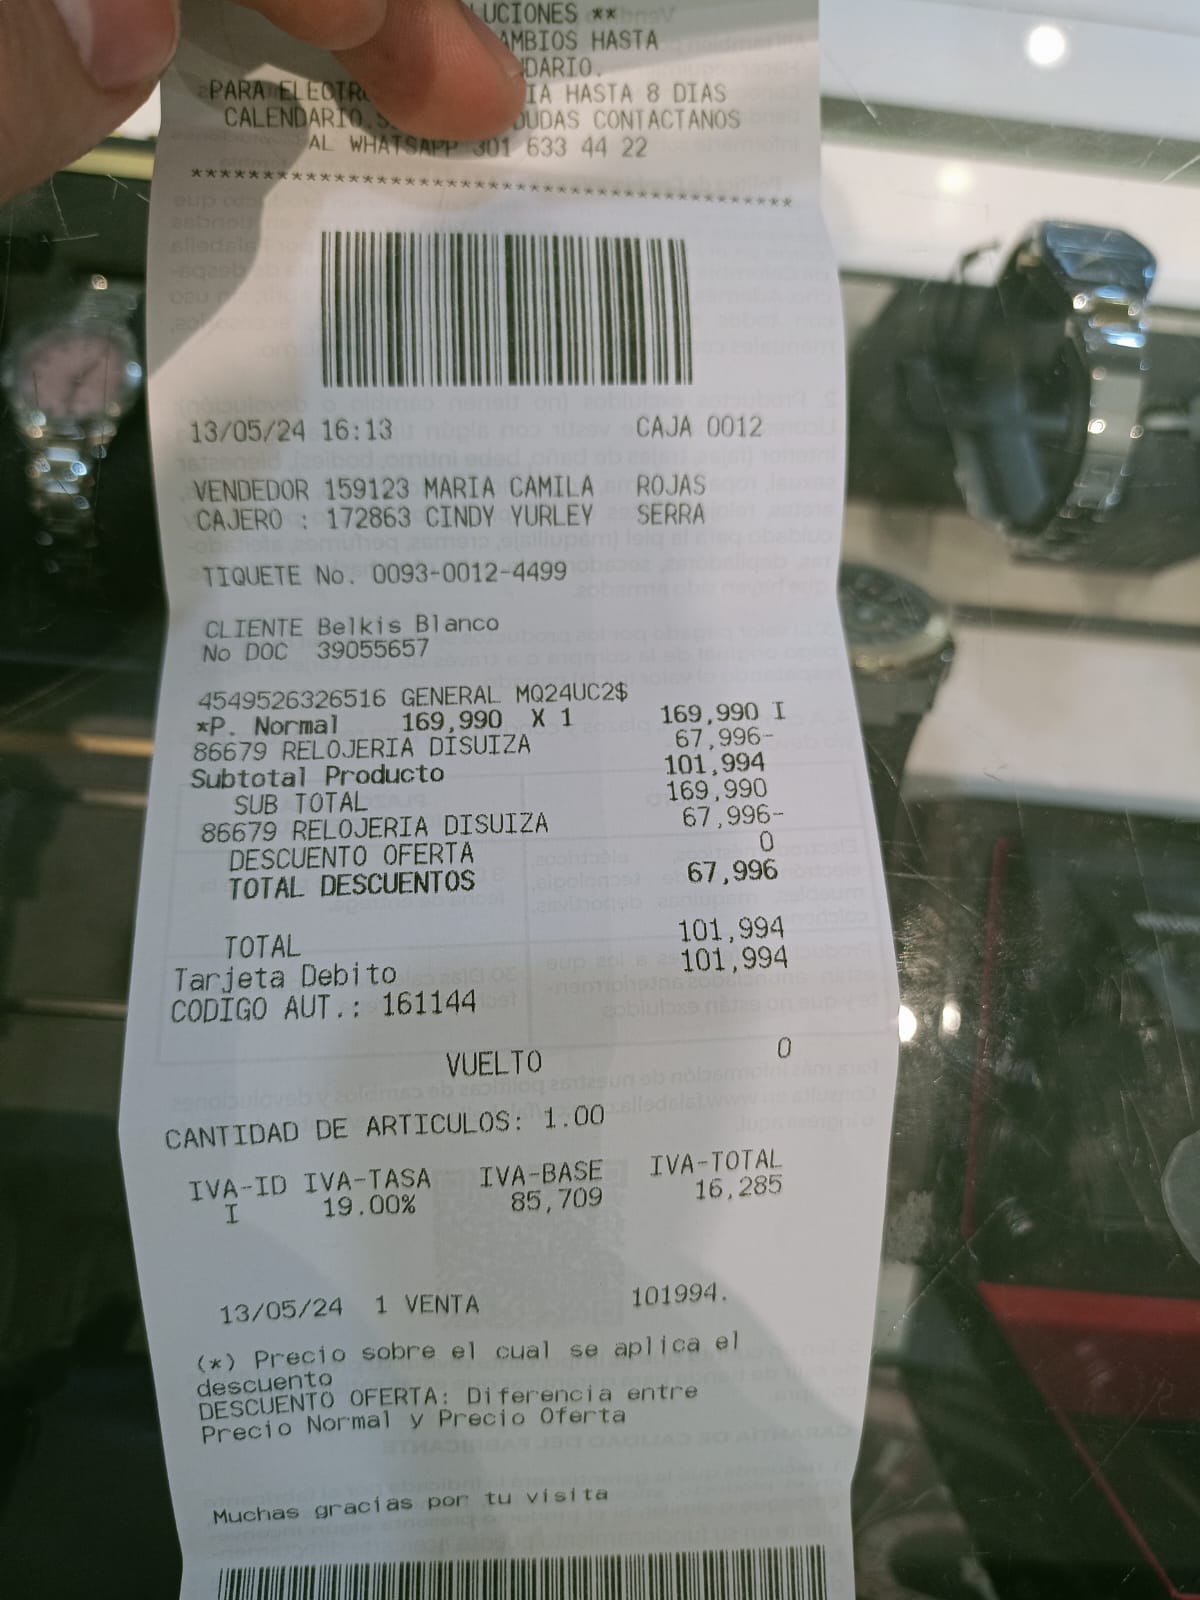 LUCIONES **
AMBIOS HASTA
DARIO.
PARA ELECTR IA HASTA 8 DIAS
CALENDARIO.S DUDAS CONTACTANOS
AL WHATSAPP 301 633 44 22
13/05/24 16:13 CAJA 0012
VENDEDOR 159123 MARIA CAMILA ROJAS
CAJERO : 172863 CINDY YURLEY SERRA
TIQUETE No. 0093-0012-4499
CLIENTE Belkis Blanco
No DOC 39055657
4549526326516 GENERAL MQ24UC2$
*P. Normal 169,990 X 1 169,990 I
86679 RELOJERIA DISUIZA 67,996-
Subtotal Producto 101,994
SUB TOTAL 169,990
86679 RELOJERIA DISUIZA 67,996-
DESCUENTO OFERTA 0
TOTAL DESCUENTOS 67,996
TOTAL 101,994
Tarjeta Debito 101,994
CODIGO AUT.: 161144
VUELTO 0
CANTIDAD DE ARTICULOS: 1.00
IVA-ID IVA-TASA IVA-BASE IVA-TOTAL
I 19.00% 85,709 16,285
13/05/24 1 VENTA 101994.
(*) Precio sobre el cual se aplica el
descuento
DESCUENTO OFERTA: Diferencia entre
Precio Normal y Precio Oferta
Muchas gracias por tu visita